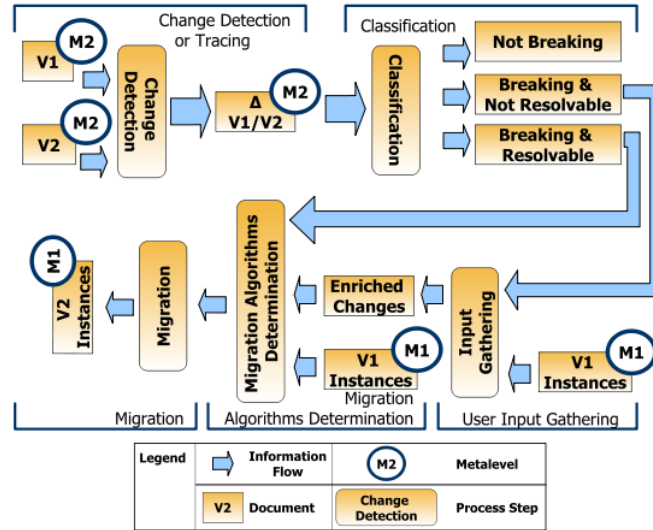 Change Detection
or Tracing
Classification
V1
M2
V2
M2
Change
Detection
Δ
V1/V2
M2
Classification
Not Breaking
Breaking &
Not Resolvable
Breaking &
Resolvable
M1
V2
Instances
Migration
Migration Algorithms
Determination
Enriched
Changes
V1
Instances
M1
Input
Gathering
V1
Instances
M1
Migration
Migration
Algorithms Determination
User Input Gathering
Legend
Information
Flow
M2
Metalevel
V2
Document
Change
Detection
Process Step